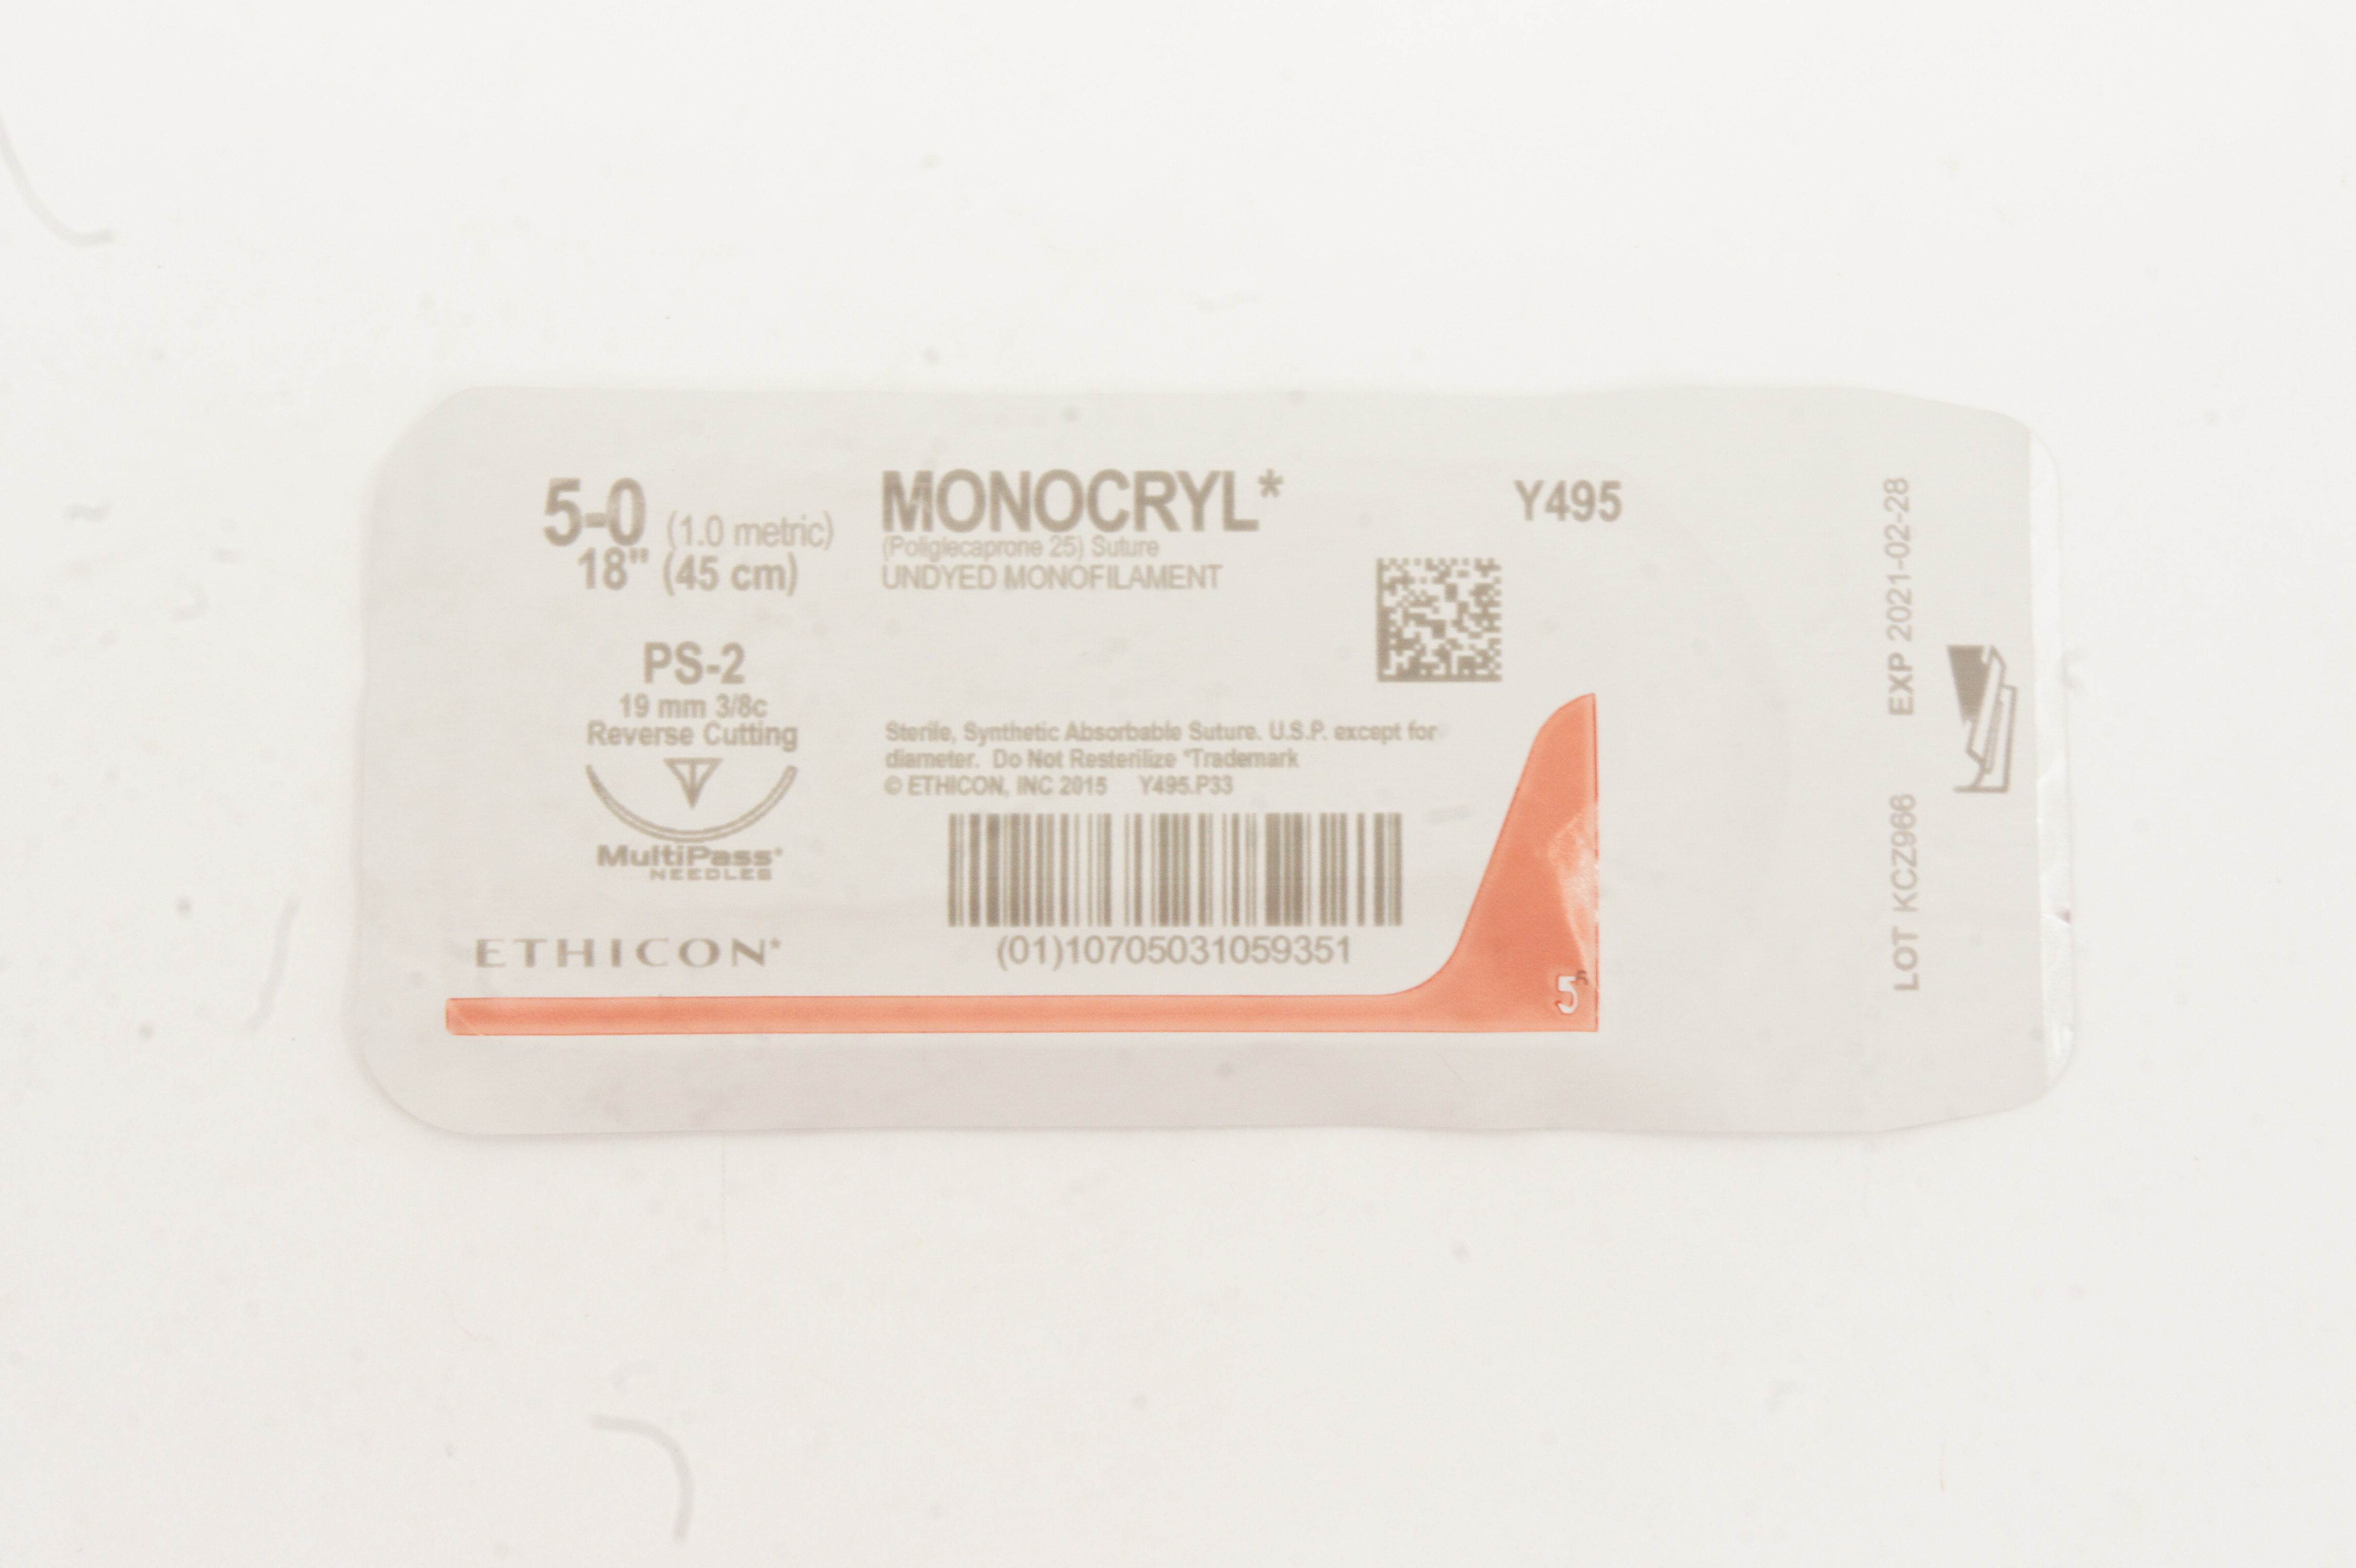 5-0 (1.0 metric)
18" (45 cm)
MONOCRYL*
(Poliglecaprone 25) Suture
UNDYED MONOFILAMENT
Y495
PS-2
19 mm 3/8c
Reverse Cutting
MultiPass*
NEEDLES
Sterile, Synthetic Absorbable Suture. U.S.P. except for
diameter. Do Not Resterilize *Trademark
© ETHICON, INC 2015 Y495.P33
(01)10705031059351
ETHICON*
5
5
LOT KCZ966 EXP 2021-02-28